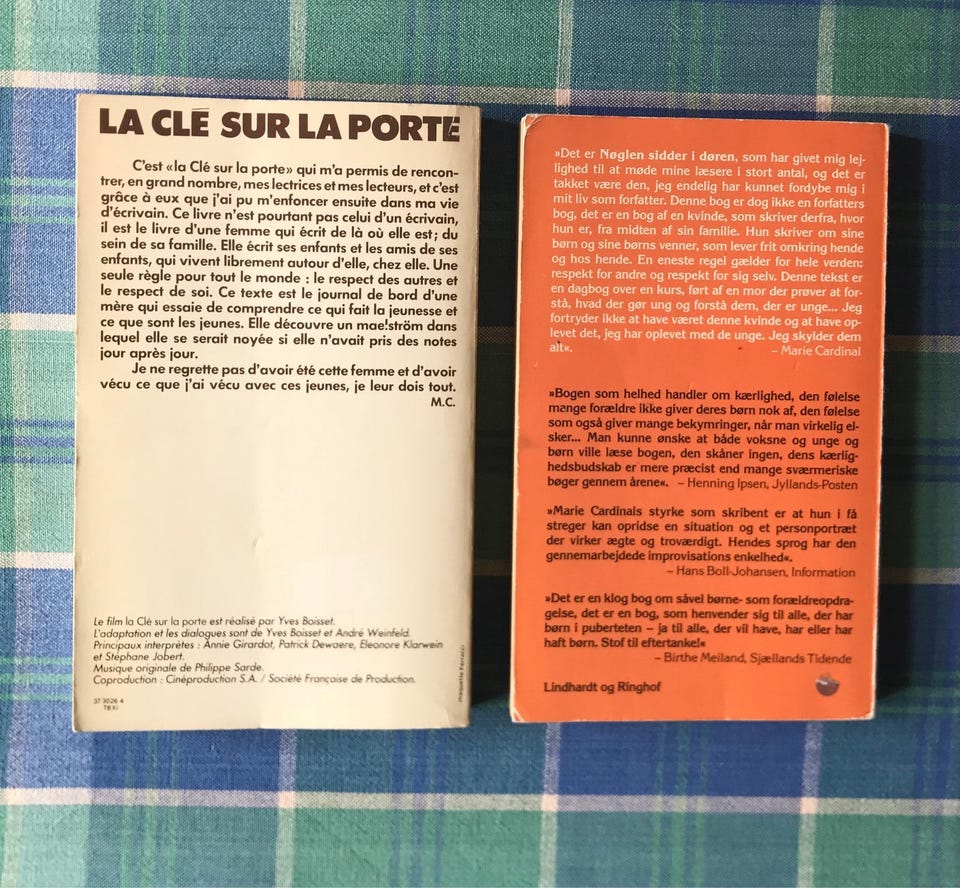 LA CLÉ SUR LA PORTE
C'est «la Clé sur la porte» qui m'a permis de rencon-
trer, en grand nombre, mes lectrices et mes lecteurs, et c'est
grâce à eux que j'ai pu m'enfoncer ensuite dans ma vie
d'écrivain. Ce livre n'est pourtant pas celui d'un écrivain,
il est le livre d'une femme qui écrit de là où elle est; du
sein de sa famille. Elle écrit ses enfants et les amis de ses
enfants, qui vivent librement autour d'elle, chez elle. Une
seule règle pour tout le monde : le respect des autres et
le respect de soi. Ce texte est le journal de bord d'une
mère qui essaie de comprendre ce qui fait la jeunesse et
ce que sont les jeunes. Elle découvre un mae!ström dans
lequel elle se serait noyée si elle n'avait pris des notes
jour après jour.
Je ne regrette pas d'avoir été cette femme et d'avoir
vécu ce que j'ai vécu avec ces jeunes, je leur dois tout.
M.C.
Le film la Clé sur la porte est réalisé par Yves Boisset.
L'adaptation et les dialogues sont de Yves Boisset et André Weinfeld.
Principaux interprètes : Annie Girardot, Patrick Dewaere, Eleonore Klarwein
et Stéphane Jobert.
Musique originale de Philippe Sarde.
Coproduction : Cinéproduction S.A. / Société Française de Production.
37 3026 4
78 XI
maquette Ferracci
»Det er Nøglen sidder i døren, som har givet mig lej-
lighed til at møde mine læsere i stort antal, og det er
takket være den, jeg endelig har kunnet fordybe mig i
mit liv som forfatter. Denne bog er dog ikke en forfatters
bog, det er en bog af en kvinde, som skriver derfra, hvor
hun er, fra midten af sin familie. Hun skriver om sine
børn og sine børns venner, som lever frit omkring hende
og hos hende. En eneste regel gælder for hele verden:
respekt for andre og respekt for sig selv. Denne tekst er
en dagbog over en kurs, ført af en mor der prøver at for-
stå, hvad der gør ung og forstå dem, der er unge... Jeg
fortryder ikke at have været denne kvinde og at have op-
levet det, jeg har oplevet med de unge. Jeg skylder dem
alt«.
– Marie Cardinal
»Bogen som helhed handler om kærlighed, den følelse
mange forældre ikke giver deres børn nok af, den følelse
som også giver mange bekymringer, når man virkelig el-
sker... Man kunne ønske at både voksne og unge og
børn ville læse bogen, den skåner ingen, dens kærlig-
hedsbudskab er mere præcist end mange sværmeriske
bøger gennem årene«. – Henning Ipsen, Jyllands-Posten
»Marie Cardinals styrke som skribent er at hun i få
streger kan opridse en situation og et personportræt
der virker ægte og troværdigt. Hendes sprog har den
gennemarbejdede improvisations enkelhed«.
– Hans Boll-Johansen, Information
»Det er en klog bog om såvel børne- som forældreopdra-
gelse, det er en bog, som henvender sig til alle, der har
børn i puberteten – ja til alle, der vil have, har eller har
haft børn. Stof til eftertanke!«
– Birthe Meiland, Sjællands Tidende
Lindhardt og Ringhof